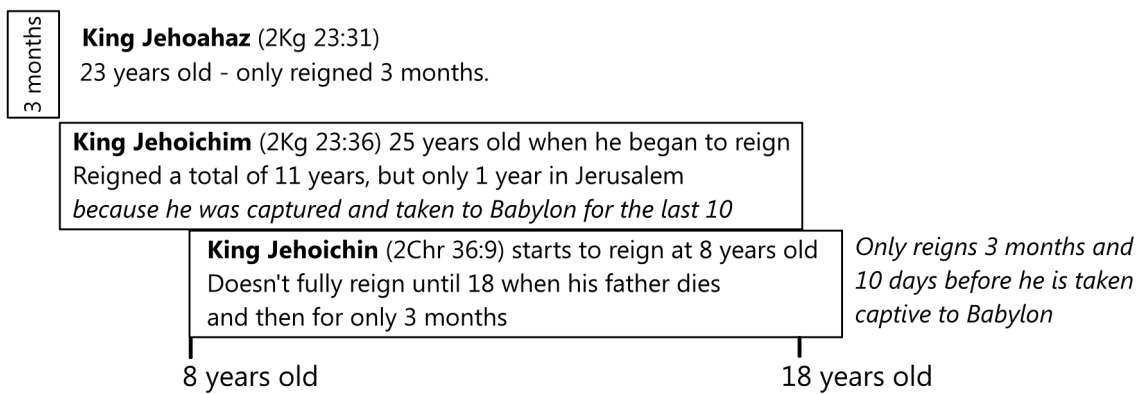 3 months
King Jehoahaz (2Kg 23:31)
23 years old - only reigned 3 months.
King Jehoichim (2Kg 23:36) 25 years old when he began to reign
Reigned a total of 11 years, but only 1 year in Jerusalem
because he was captured and taken to Babylon for the last 10
King Jehoichin (2Chr 36:9) starts to reign at 8 years old
Doesn't fully reign until 18 when his father dies
and then for only 3 months
Only reigns 3 months and
10 days before he is taken
captive to Babylon
8 years old
18 years old